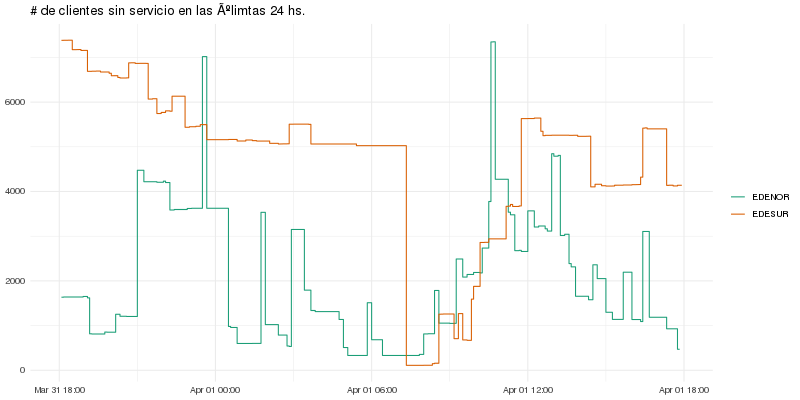 # de clientes sin servicio en las Ãºlimtas 24 hs.
6000
4000
2000
0
Mar 31 18:00
Apr 01 00:00
Apr 01 06:00
Apr 01 12:00
Apr 01 18:00
EDENOR
EDESUR